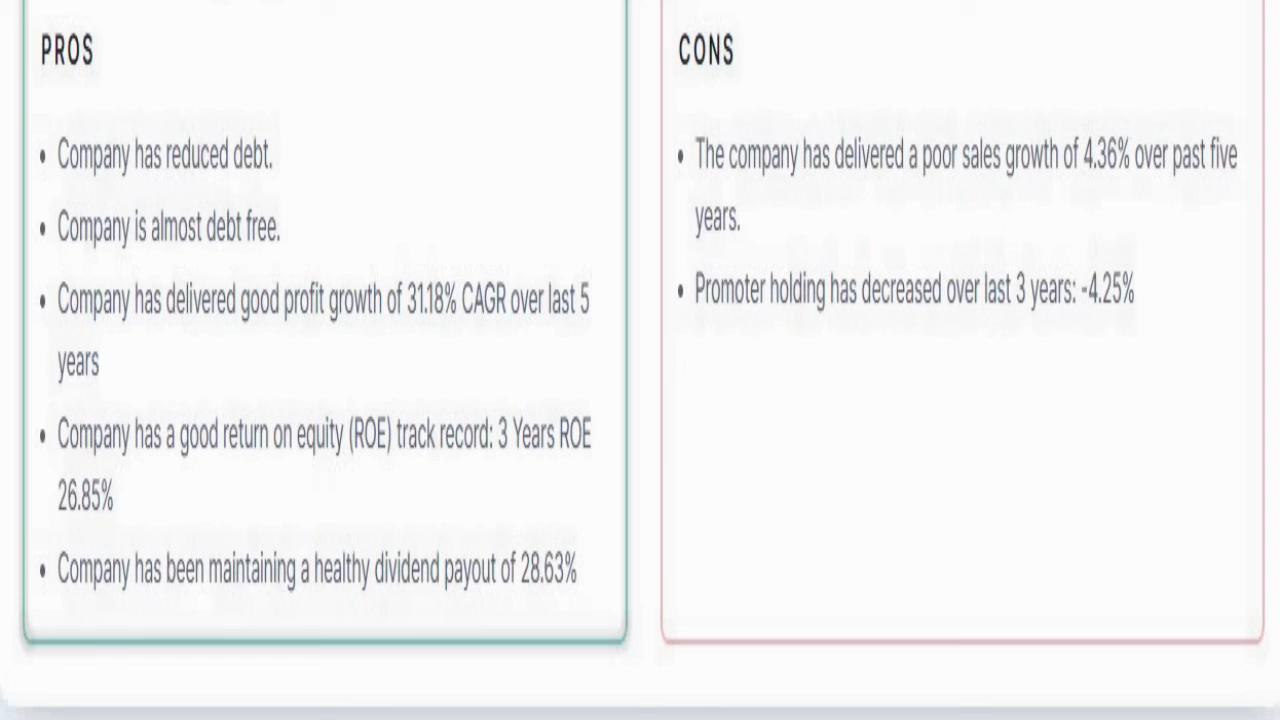 PROS
• Company has reduced debt.
• Company is almost debt free.
• Company has delivered good profit growth of 31.18% CAGR over last 5
years
• Company has a good return on equity (ROE) track record: 3 Years ROE
26.85%
• Company has been maintaining a healthy dividend payout of 28.63%
CONS
• The company has delivered a poor sales growth of 4.36% over past five
years.
• Promoter holding has decreased over last 3 years: -4.25%